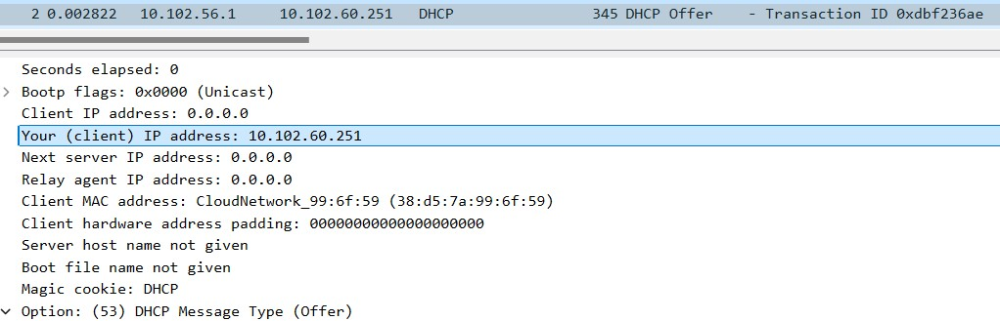 2 0.002822 10.102.56.1 10.102.60.251 DHCP 345 DHCP Offer - Transaction ID 0xdbf236ae
Seconds elapsed: 0
Bootp flags: 0x0000 (Unicast)
Client IP address: 0.0.0.0
Your (client) IP address: 10.102.60.251
Next server IP address: 0.0.0.0
Relay agent IP address: 0.0.0.0
Client MAC address: CloudNetwork_99:6f:59 (38:d5:7a:99:6f:59)
Client hardware address padding: 00000000000000000000
Server host name not given
Boot file name not given
Magic cookie: DHCP
Option: (53) DHCP Message Type (Offer)